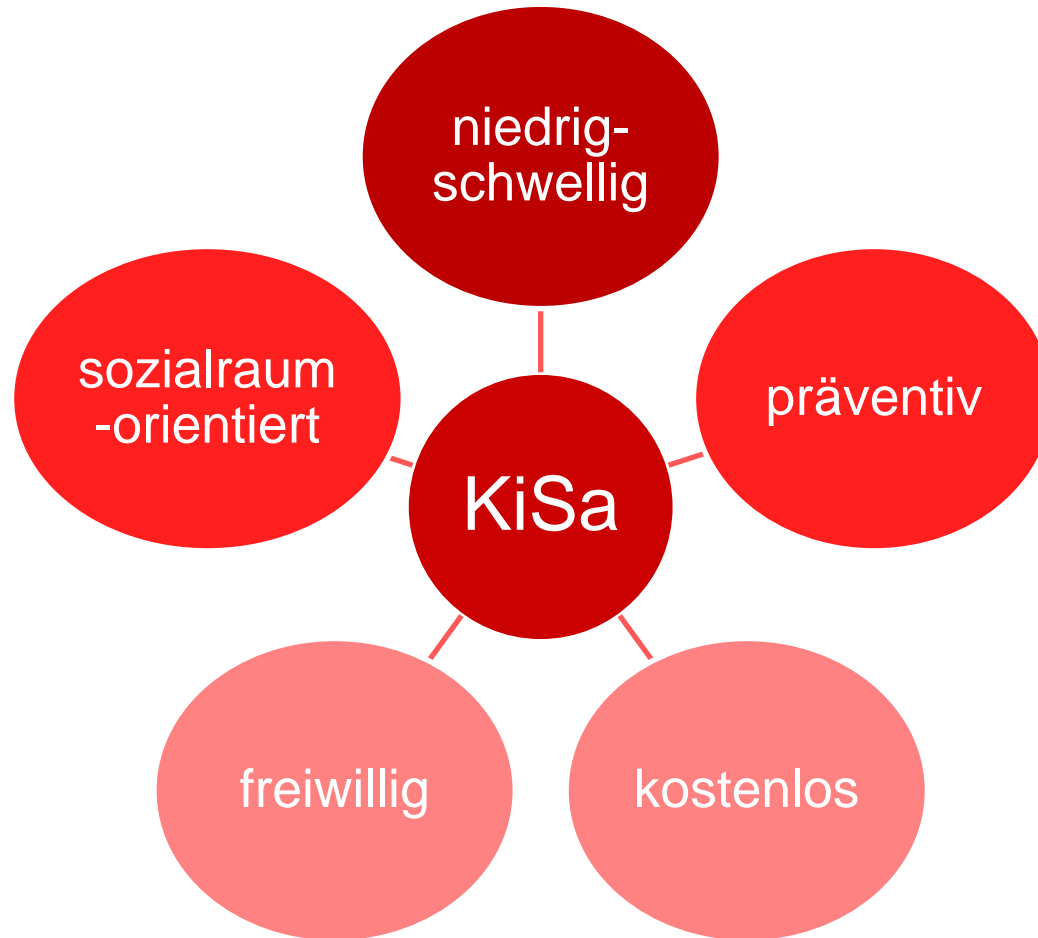 niedrig-
schwellig
sozialraum
-orientiert
präventiv
KiSa
freiwillig
kostenlos